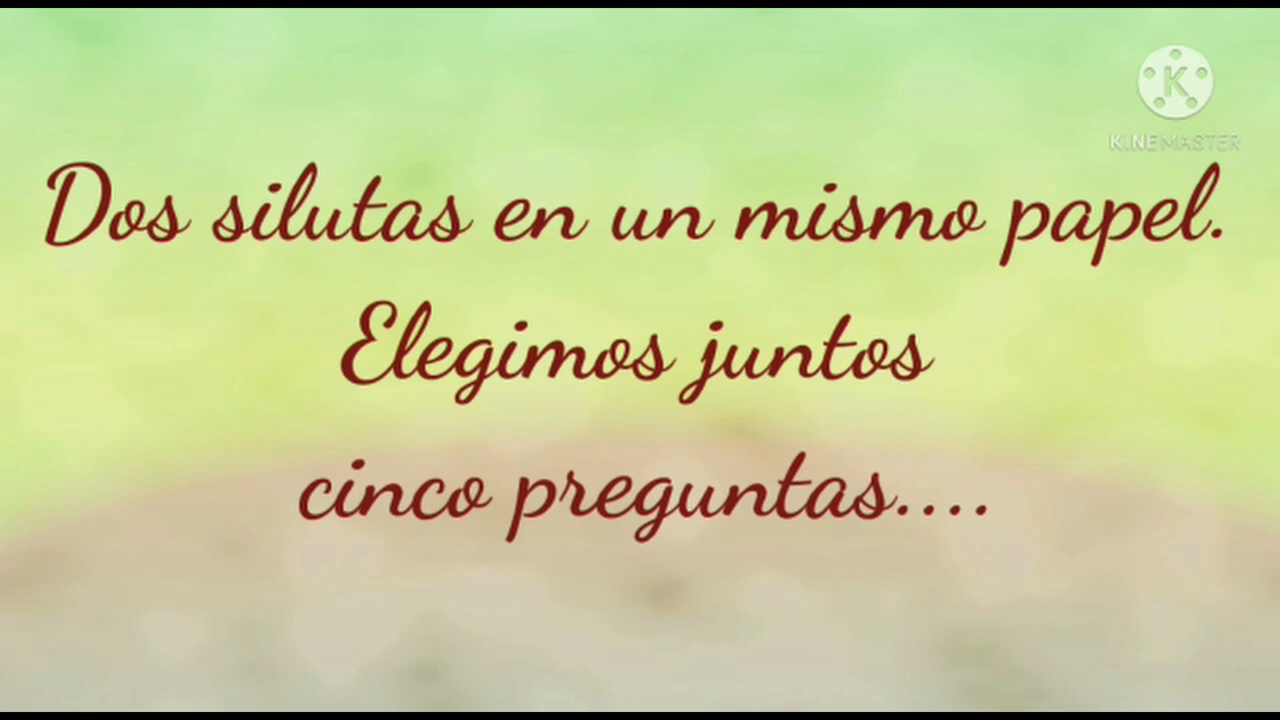 KINEMASTER
Dos silutas en un mismo papel.
Elegimos juntos
cinco preguntas....